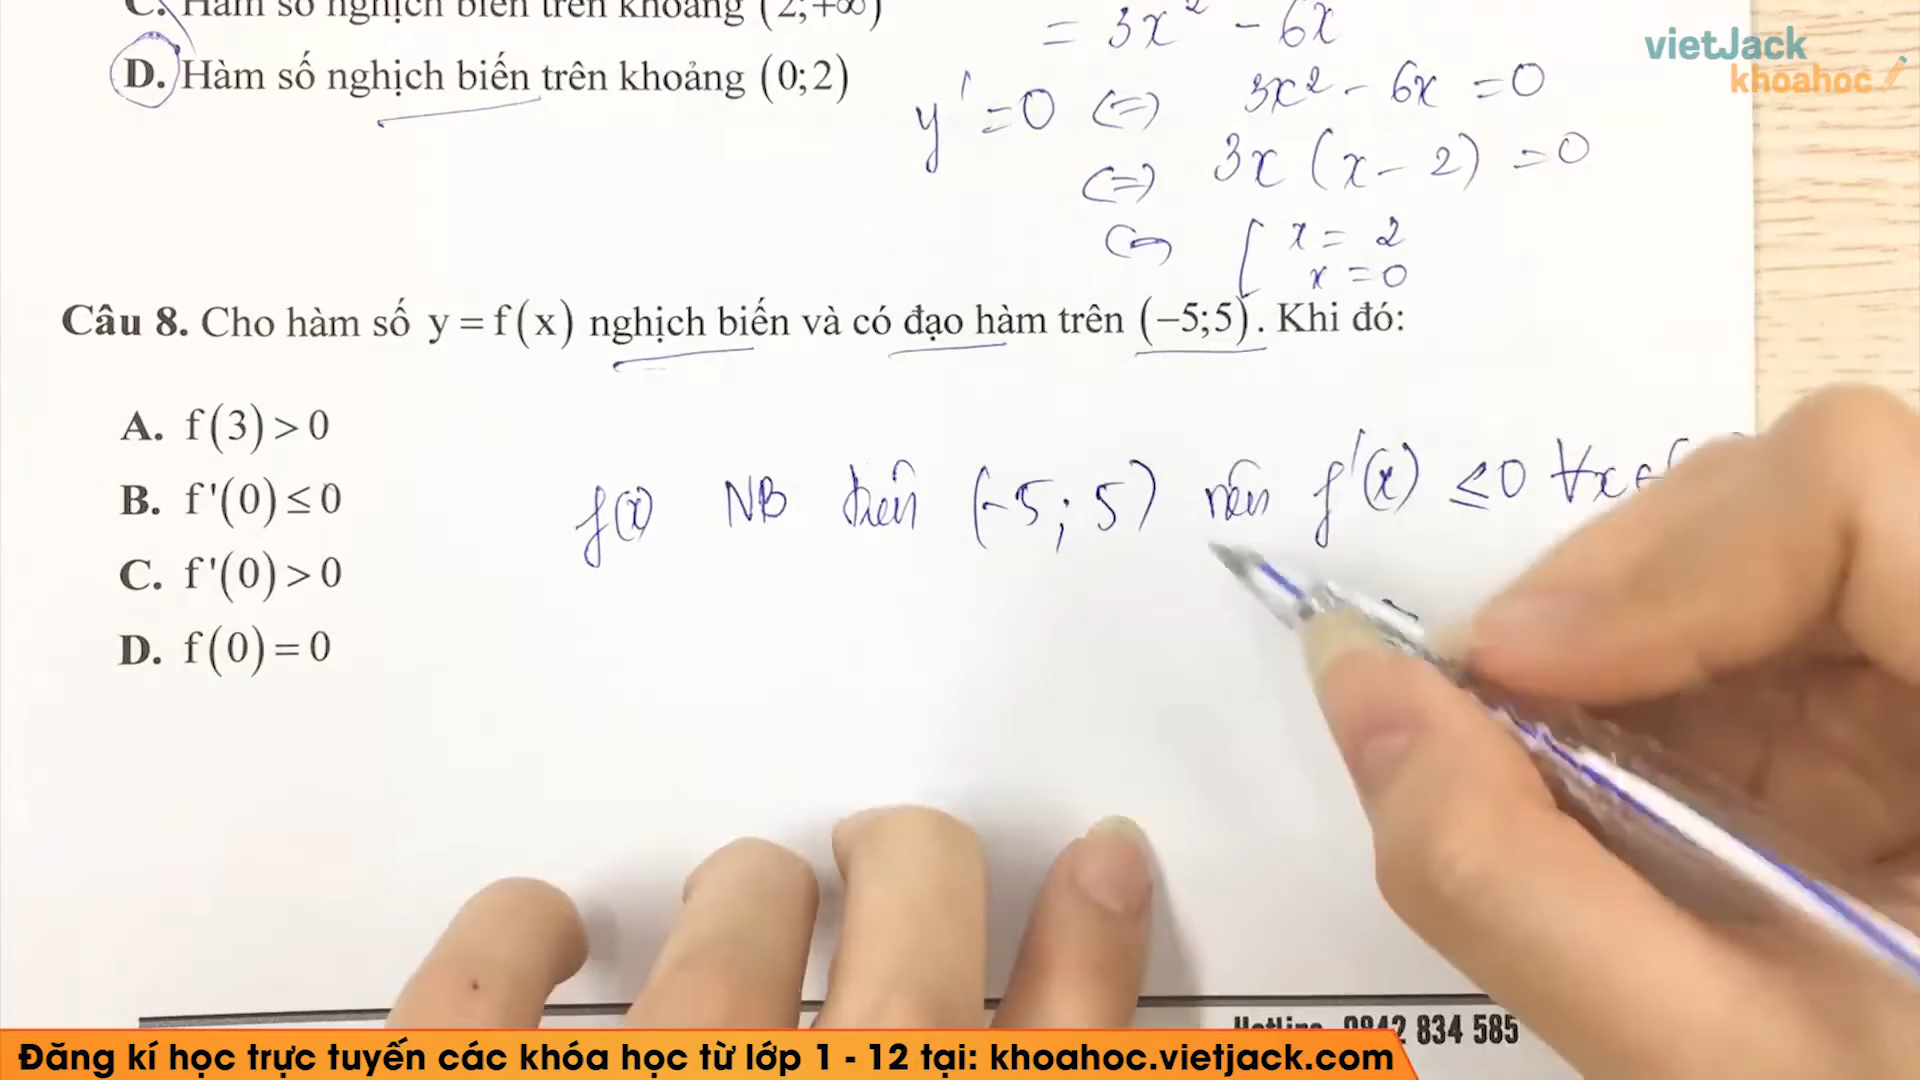 C. Hàm số nghịch biến trên khoảng (2;+∞)
D. Hàm số nghịch biến trên khoảng (0;2)
= 3x² - 6x
y' = 0 <=> 3x² - 6x = 0
<=> 3x (x - 2) = 0
<=> [ x = 2
x = 0
vietJack
khoahoc
Câu 8. Cho hàm số y = f(x) nghịch biến và có đạo hàm trên (−5;5). Khi đó:
A. f(3) > 0
B. f'(0) ≤ 0
C. f'(0) > 0
D. f(0) = 0
f(x) NB trên (-5; 5) nên f'(x) ≤ 0 ∀x ∈ (
Hotline 0842 834 585
Đăng kí học trực tuyến các khóa học từ lớp 1 - 12 tại: khoahoc.vietjack.com